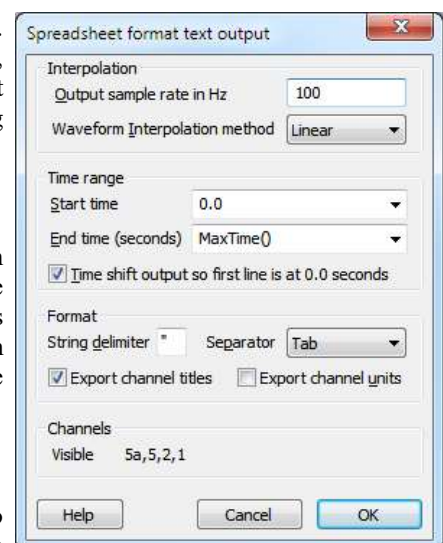 Spreadsheet format text output
Interpolation
Output sample rate in Hz 100
Waveform Interpolation method Linear
Time range
Start time 0.0
End time (seconds) MaxTime()
Time shift output so first line is at 0.0 seconds
Format
String delimiter " Separator Tab
Export channel titles Export channel units
Channels
Visible 5a,5,2,1
Help Cancel OK